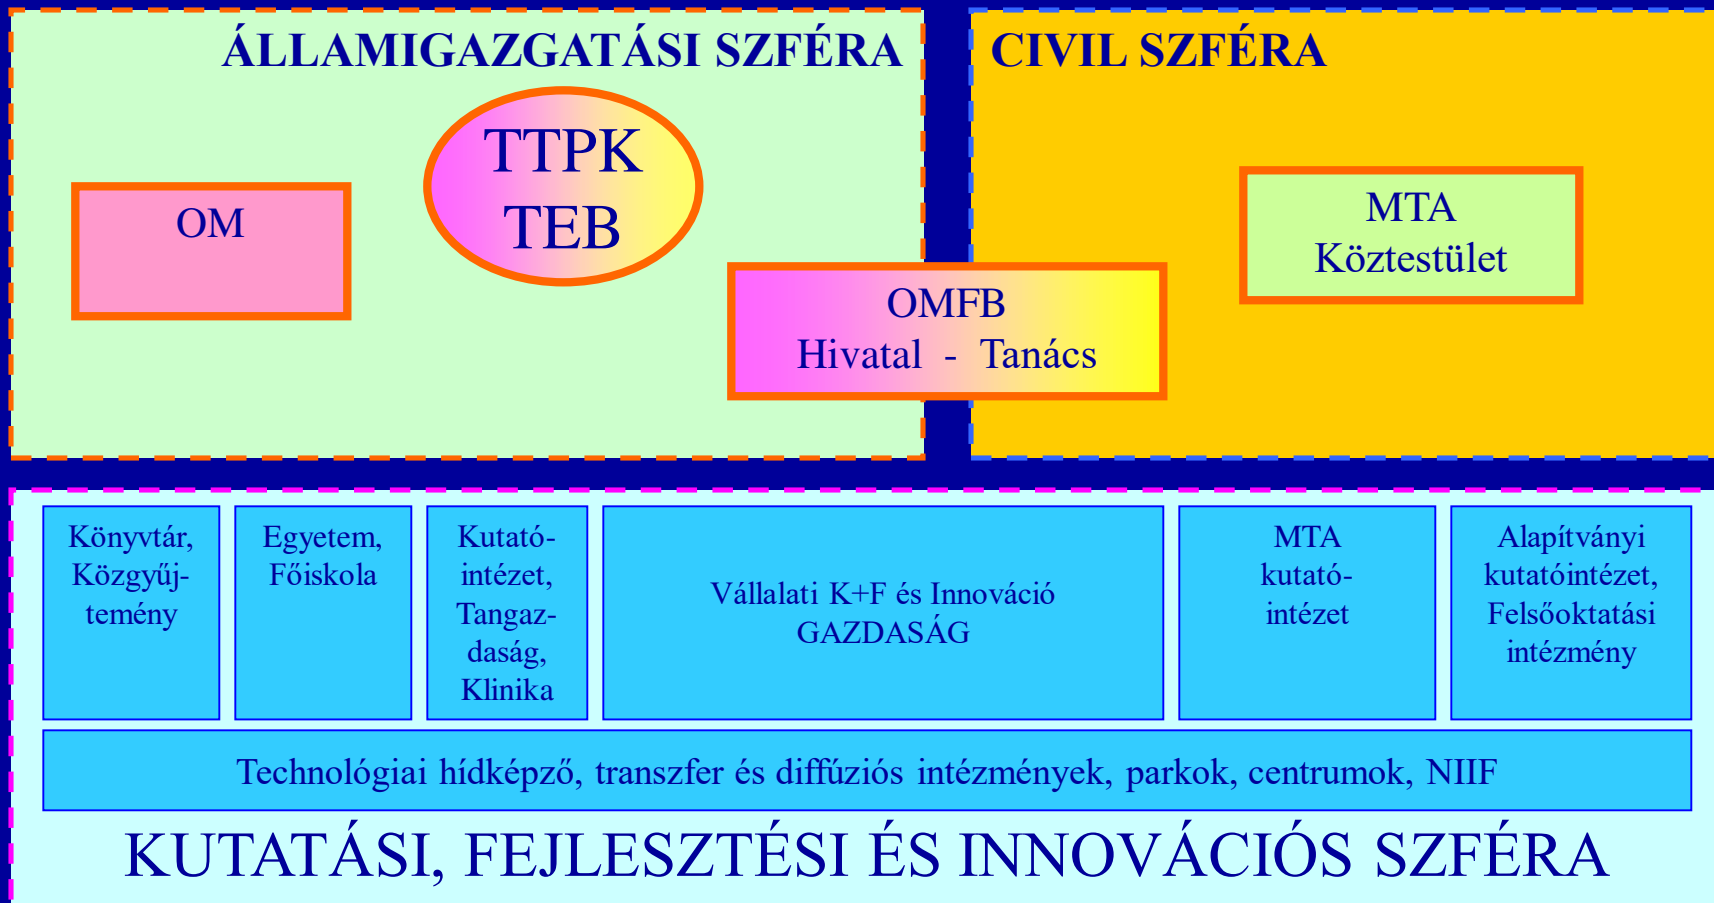 ÁLLAMIGAZGATÁSI SZFÉRA
CIVIL SZFÉRA
TTPK
TEB
OM
MTA
Köztestület
OMFB
Hivatal - Tanács
Könyvtár,
Közgyűj-
temény
Egyetem,
Főiskola
Kutató-
intézet,
Tangaz-
daság,
Klinika
Vállalati K+F és Innováció
GAZDASÁG
MTA
kutató-
intézet
Alapítványi
kutatóintézet,
Felsőoktatási
intézmény
Technológiai hídképző, transzfer és diffúziós intézmények, parkok, centrumok, NIIF
KUTATÁSI, FEJLESZTÉSI ÉS INNOVÁCIÓS SZFÉRA